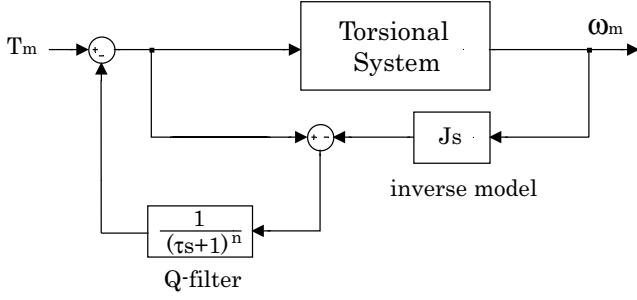 Tm
+
-
Torsional
System
ωm
+ -
Js
inverse model
1
(τs+1)ⁿ
Q-filter